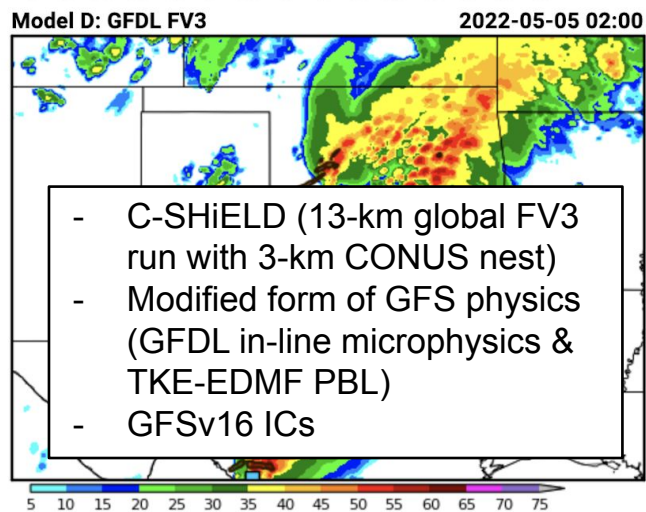 Model D: GFDL FV3 2022-05-05 02:00
- C-SHiELD (13-km global FV3
run with 3-km CONUS nest)
- Modified form of GFS physics
(GFDL in-line microphysics &
TKE-EDMF PBL)
- GFSv16 ICs
5 10 15 20 25 30 35 40 45 50 55 60 65 70 75